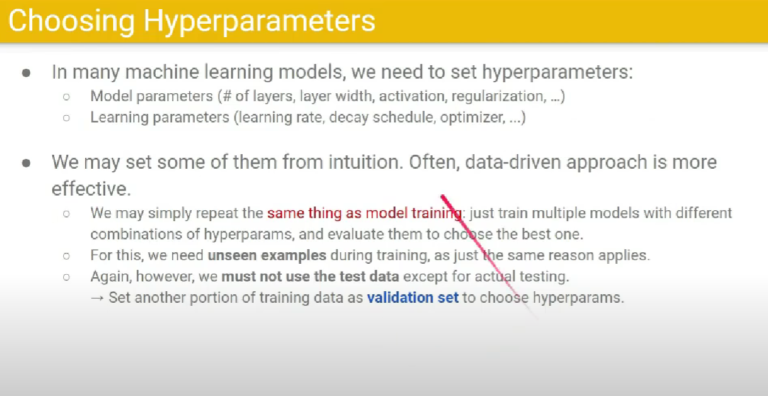 Choosing Hyperparameters
● In many machine learning models, we need to set hyperparameters:
○ Model parameters (# of layers, layer width, activation, regularization, ...)
○ Learning parameters (learning rate, decay schedule, optimizer, ...)
● We may set some of them from intuition. Often, data-driven approach is more
effective.
○ We may simply repeat the same thing as model training: just train multiple models with different
combinations of hyperparams, and evaluate them to choose the best one.
○ For this, we need unseen examples during training, as just the same reason applies.
○ Again, however, we must not use the test data except for actual testing.
→ Set another portion of training data as validation set to choose hyperparams.